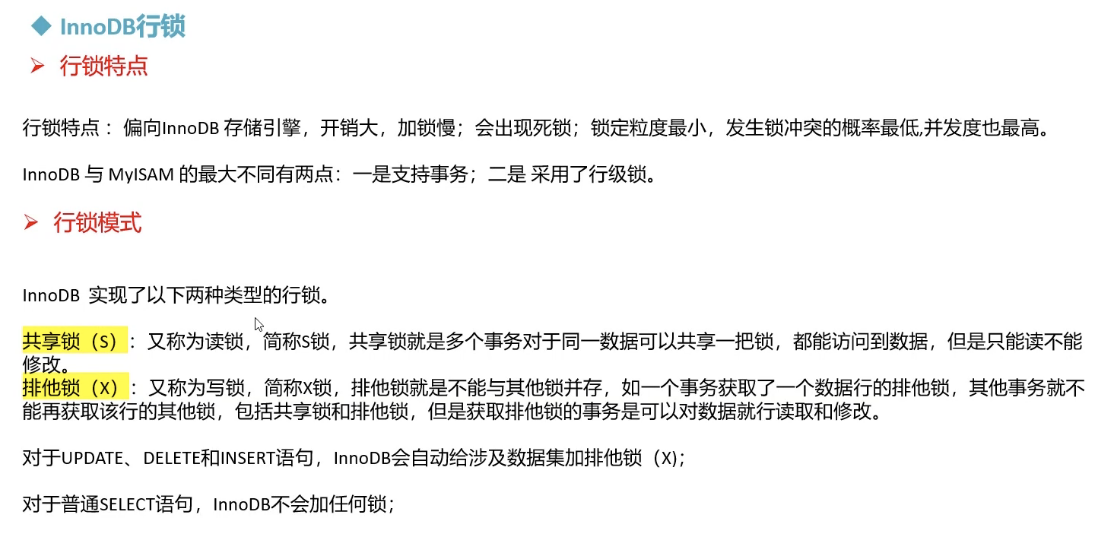 InnoDB行锁
行锁特点
行锁特点 ：偏向InnoDB 存储引擎，开销大，加锁慢；会出现死锁；锁定粒度最小，发生锁冲突的概率最低,并发度也最高。
InnoDB 与 MyISAM 的最大不同有两点：一是支持事务；二是 采用了行级锁。
行锁模式
InnoDB  实现了以下两种类型的行锁。
共享锁（S）：又称为读锁，简称S锁，共享锁就是多个事务对于同一数据可以共享一把锁，都能访问到数据，但是只能读不能
修改。
排他锁（X）：又称为写锁，简称X锁，排他锁就是不能与其他锁并存，如一个事务获取了一个数据行的排他锁，其他事务就不
能再获取该行的其他锁，包括共享锁和排他锁，但是获取排他锁的事务是可以对数据就行读取和修改。
对于UPDATE、DELETE和INSERT语句，InnoDB会自动给涉及数据集加排他锁（X)；
对于普通SELECT语句，InnoDB不会加任何锁；